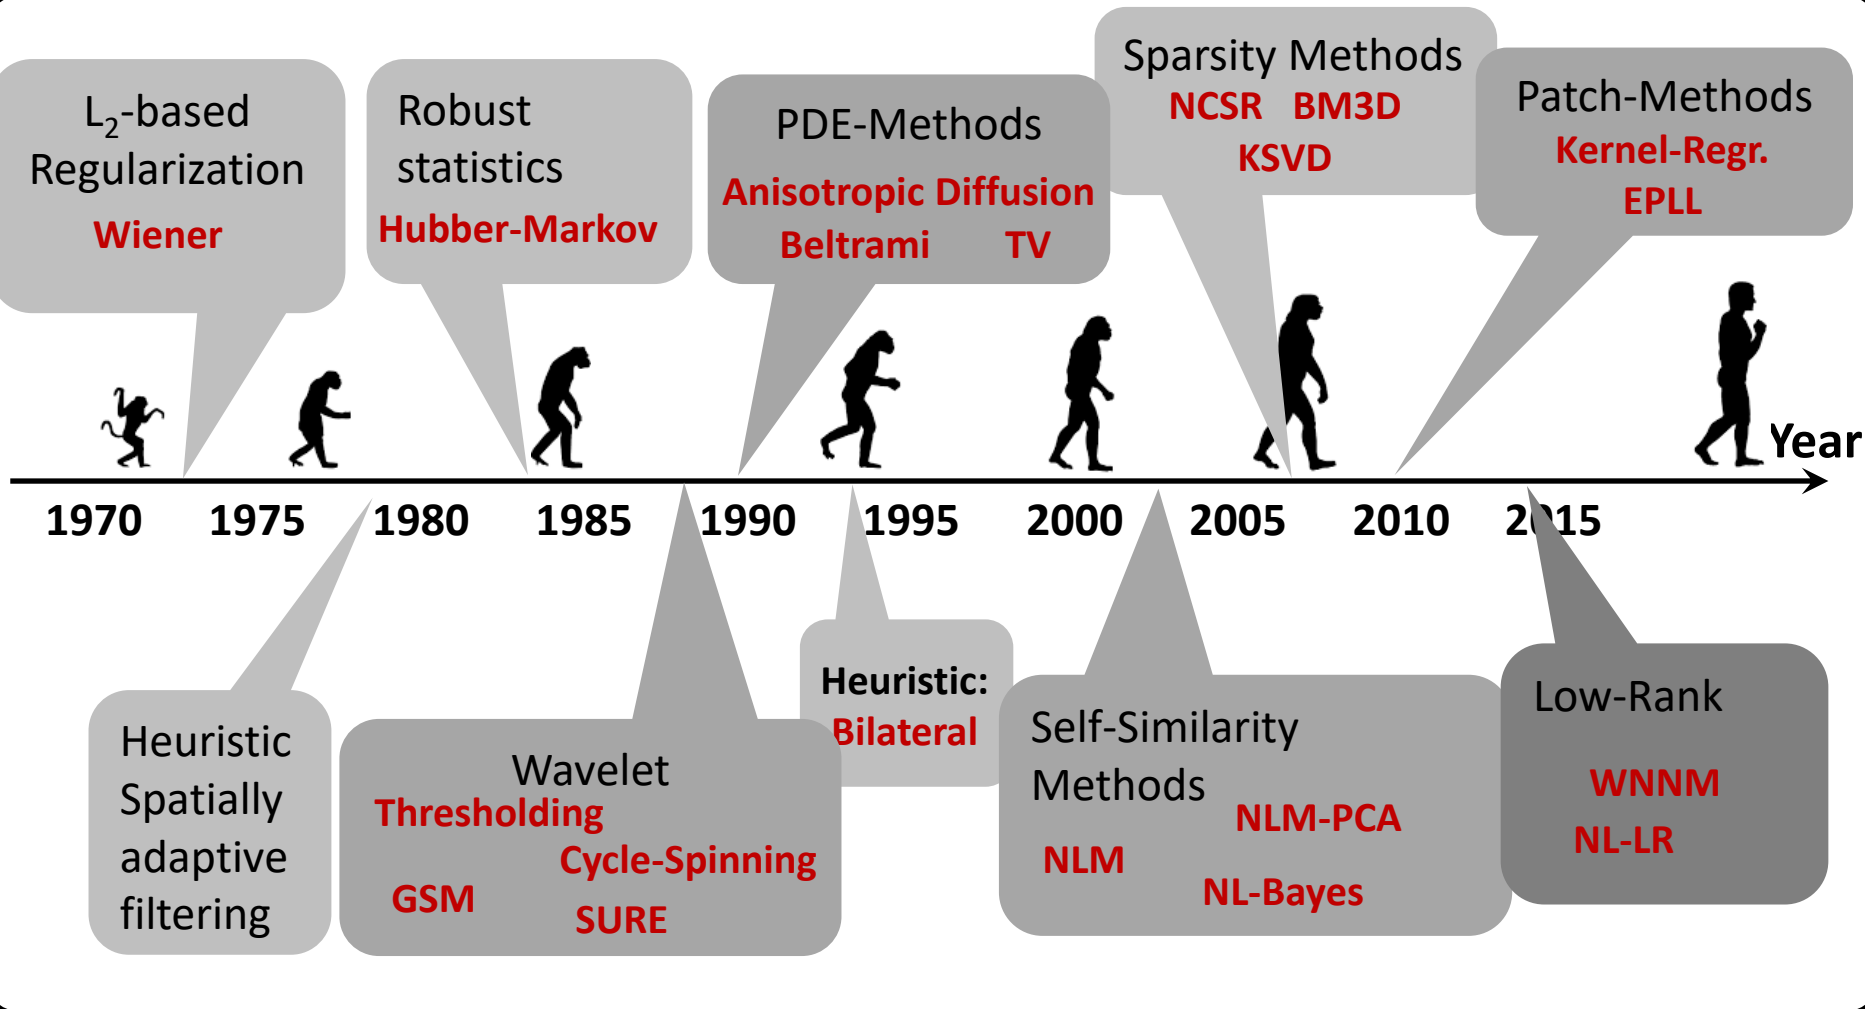 L₂-based
Regularization
Wiener
Robust
statistics
Hubber-Markov
PDE-Methods
Anisotropic Diffusion
Beltrami TV
Sparsity Methods
NCSR BM3D
KSVD
Patch-Methods
Kernel-Regr.
EPLL
Year
1970 1975 1980 1985 1990 1995 2000 2005 2010 2015
Heuristic
Spatially
adaptive
filtering
Wavelet
Thresholding
Cycle-Spinning
GSM
SURE
Heuristic:
Bilateral
Self-Similarity
Methods
NLM-PCA
NLM
NL-Bayes
Low-Rank
WNNM
NL-LR